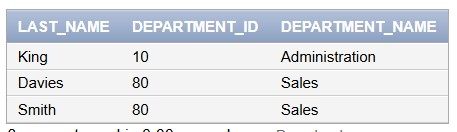 LAST_NAME DEPARTMENT_ID DEPARTMENT_NAME
King 10 Administration
Davies 80 Sales
Smith 80 Sales